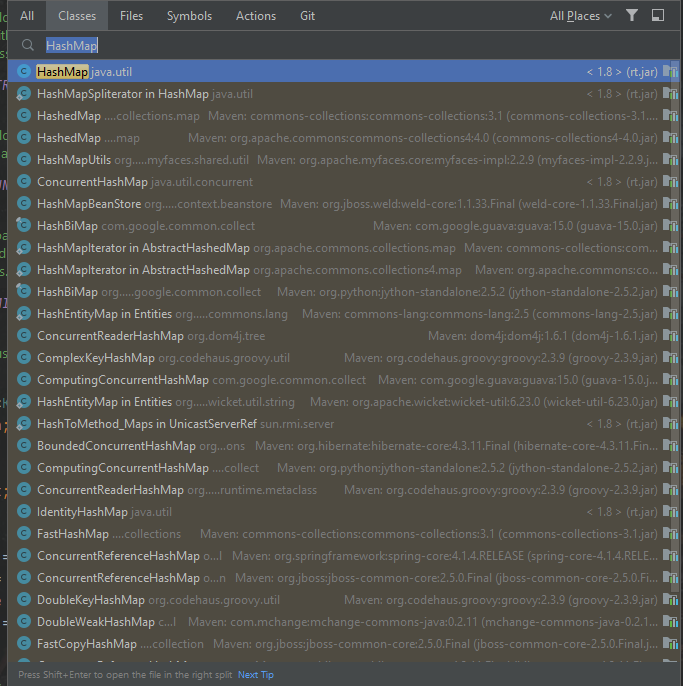 All Classes Files Symbols Actions Git All Places
HashMap
HashMap java.util < 1.8 > (rt.jar)
HashMapSpliterator in HashMap java.util < 1.8 > (rt.jar)
HashedMap ....collections.map Maven: commons-collections:commons-collections:3.1 (commons-collections-3.1....
HashedMap ....map Maven: org.apache.commons:commons-collections4:4.0 (commons-collections4-4.0.jar)
HashMapUtils org.....myfaces.shared.util Maven: org.apache.myfaces.core:myfaces-impl:2.2.9 (myfaces-impl-2.2.9.j...
ConcurrentHashMap java.util.concurrent < 1.8 > (rt.jar)
HashMapBeanStore org.....context.beanstore Maven: org.jboss.weld:weld-core:1.1.33.Final (weld-core-1.1.33.Final.jar)
HashBiMap com.google.common.collect Maven: com.google.guava:guava:15.0 (guava-15.0.jar)
HashMapIterator in AbstractHashedMap org.apache.commons.collections.map Maven: commons-collections:com...
HashMapIterator in AbstractHashedMap org.apache.commons.collections4.map Maven: org.apache.commons:co...
HashBiMap org.....google.common.collect Maven: org.python:jython-standalone:2.5.2 (jython-standalone-2.5.2.jar)
HashEntityMap in Entities org.....commons.lang Maven: commons-lang:commons-lang:2.5 (commons-lang-2.5.jar)
ConcurrentReaderHashMap org.dom4j.tree Maven: dom4j:dom4j:1.6.1 (dom4j-1.6.1.jar)
ComplexKeyHashMap org.codehaus.groovy.util Maven: org.codehaus.groovy:groovy:2.3.9 (groovy-2.3.9.jar)
ComputingConcurrentHashMap com.google.common.collect Maven: com.google.guava:guava:15.0 (guava-15.0.j...
HashEntityMap in Entities org.....wicket.util.string Maven: org.apache.wicket:wicket-util:6.23.0 (wicket-util-6.23.0.jar)
HashToMethod_Maps in UnicastServerRef sun.rmi.server < 1.8 > (rt.jar)
BoundedConcurrentHashMap org...ons Maven: org.hibernate:hibernate-core:4.3.11.Final (hibernate-core-4.3.11.Final...
ComputingConcurrentHashMap ....collect Maven: org.python:jython-standalone:2.5.2 (jython-standalone-2.5.2.jar)
ConcurrentReaderHashMap org.....runtime.metaclass Maven: org.codehaus.groovy:groovy:2.3.9 (groovy-2.3.9.jar)
IdentityHashMap java.util < 1.8 > (rt.jar)
FastHashMap ....collections Maven: commons-collections:commons-collections:3.1 (commons-collections-3.1.jar)
ConcurrentReferenceHashMap o...l Maven: org.springframework:spring-core:4.1.4.RELEASE (spring-core-4.1.4.RELE...
ConcurrentReferenceHashMap o...n Maven: org.jboss:jboss-common-core:2.5.0.Final (jboss-common-core-2.5.0.Fi...
DoubleKeyHashMap org.codehaus.groovy.util Maven: org.codehaus.groovy:groovy:2.3.9 (groovy-2.3.9.jar)
DoubleWeakHashMap c...l Maven: com.mchange:mchange-commons-java:0.2.11 (mchange-commons-java-0.2.1...
FastCopyHashMap ....collection Maven: org.jboss:jboss-common-core:2.5.0.Final (jboss-common-core-2.5.0.Final.j...
Press Shift+Enter to open the file in the right split Next Tip